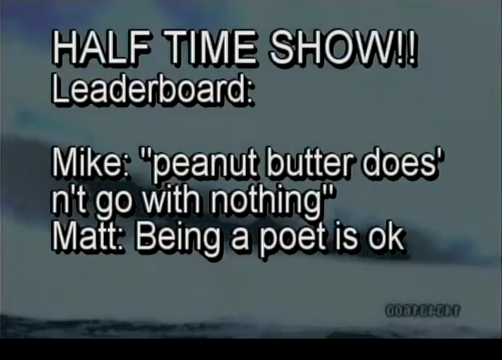 HALF TIME SHOW!!
Leaderboard:
Mike: "peanut butter does'
n't go with nothing"
Matt: Being a poet is ok